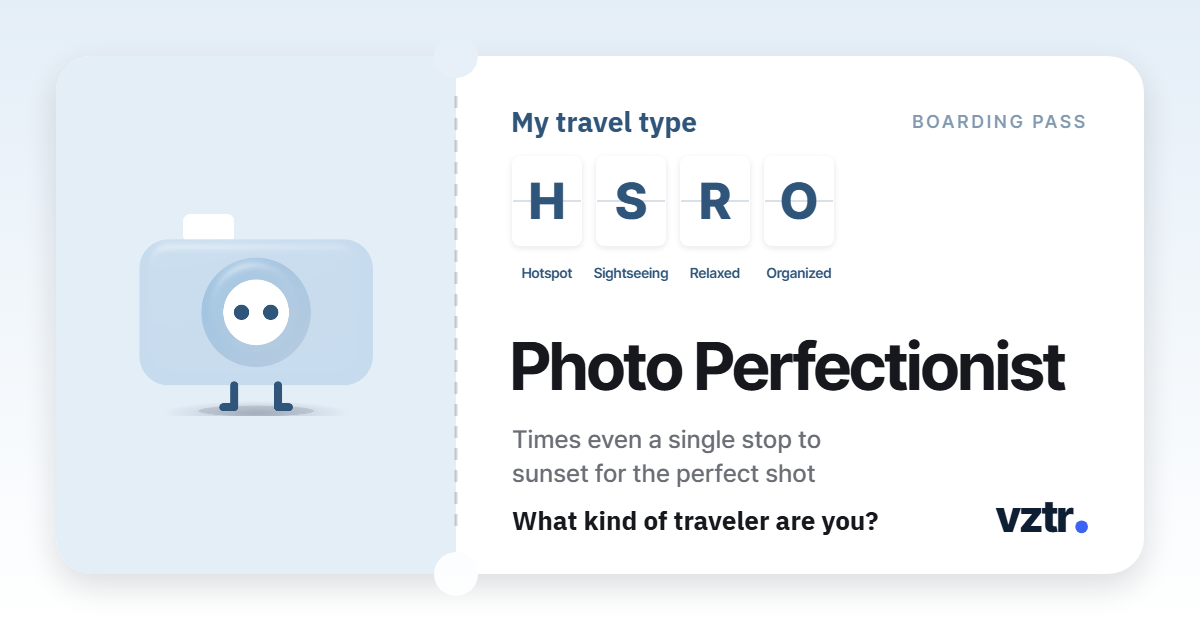 My travel type
BOARDING PASS
H S R O
Hotspot Sightseeing Relaxed Organized
Photo Perfectionist
Times even a single stop to
sunset for the perfect shot
What kind of traveler are you?
vztr.